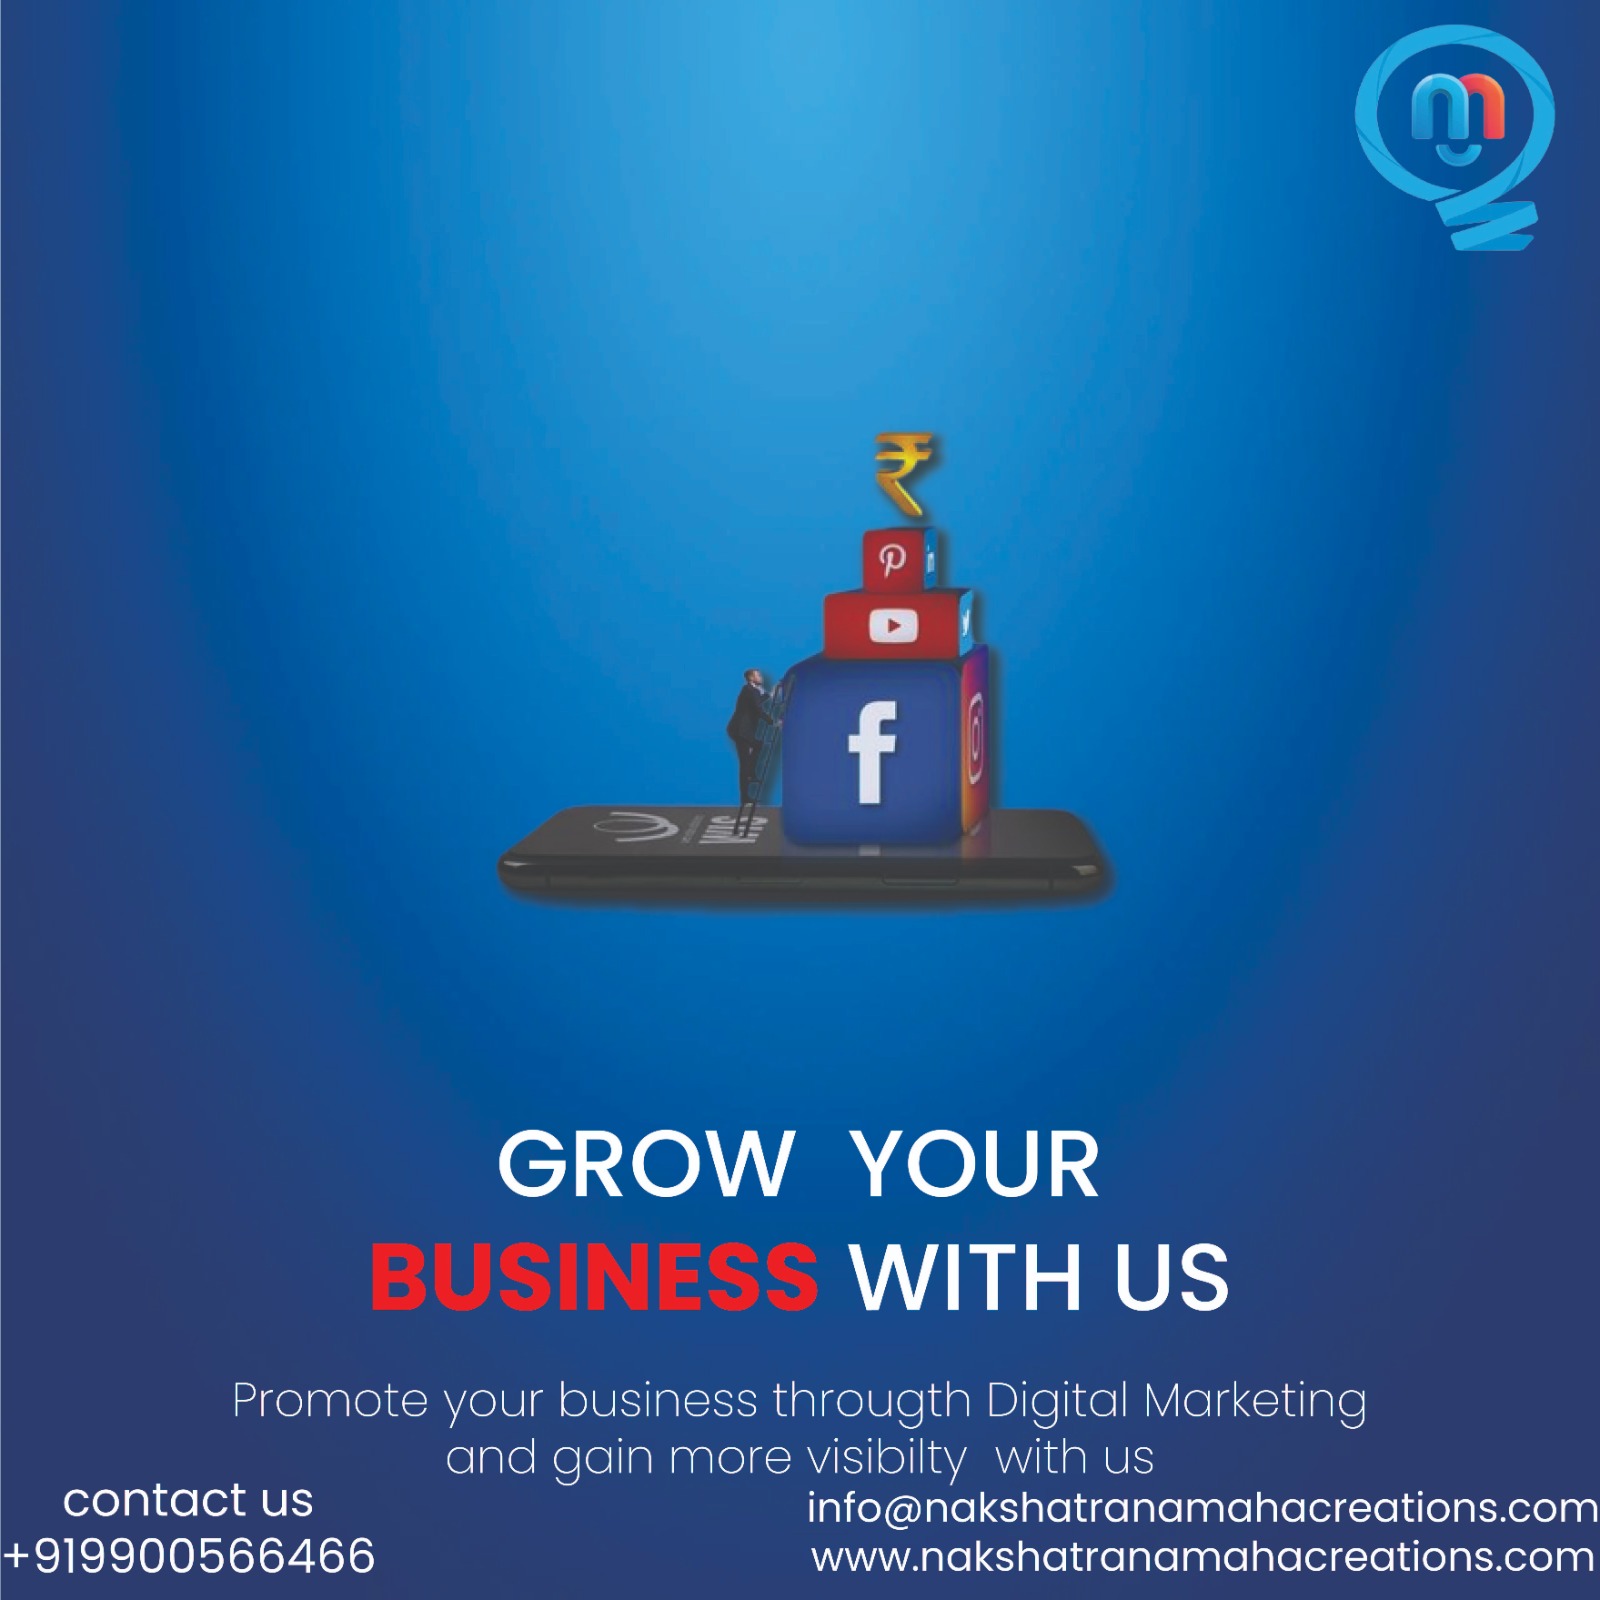 ₹
in
f
GROW YOUR
BUSINESS WITH US
Promote your business througth Digital Marketing
and gain more visibilty with us
contact us
+919900566466
info@nakshatranamahacreations.com
www.nakshatranamahacreations.com